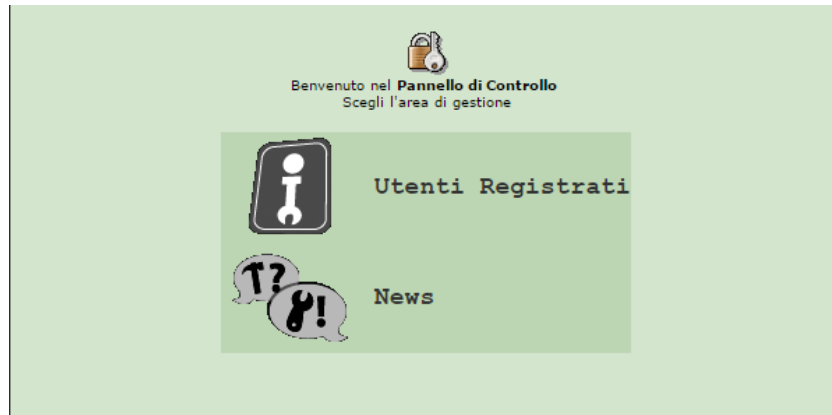 Benvenuto nel Pannello di Controllo
Scegli l'area di gestione
Utenti Registrati
T?
!
News